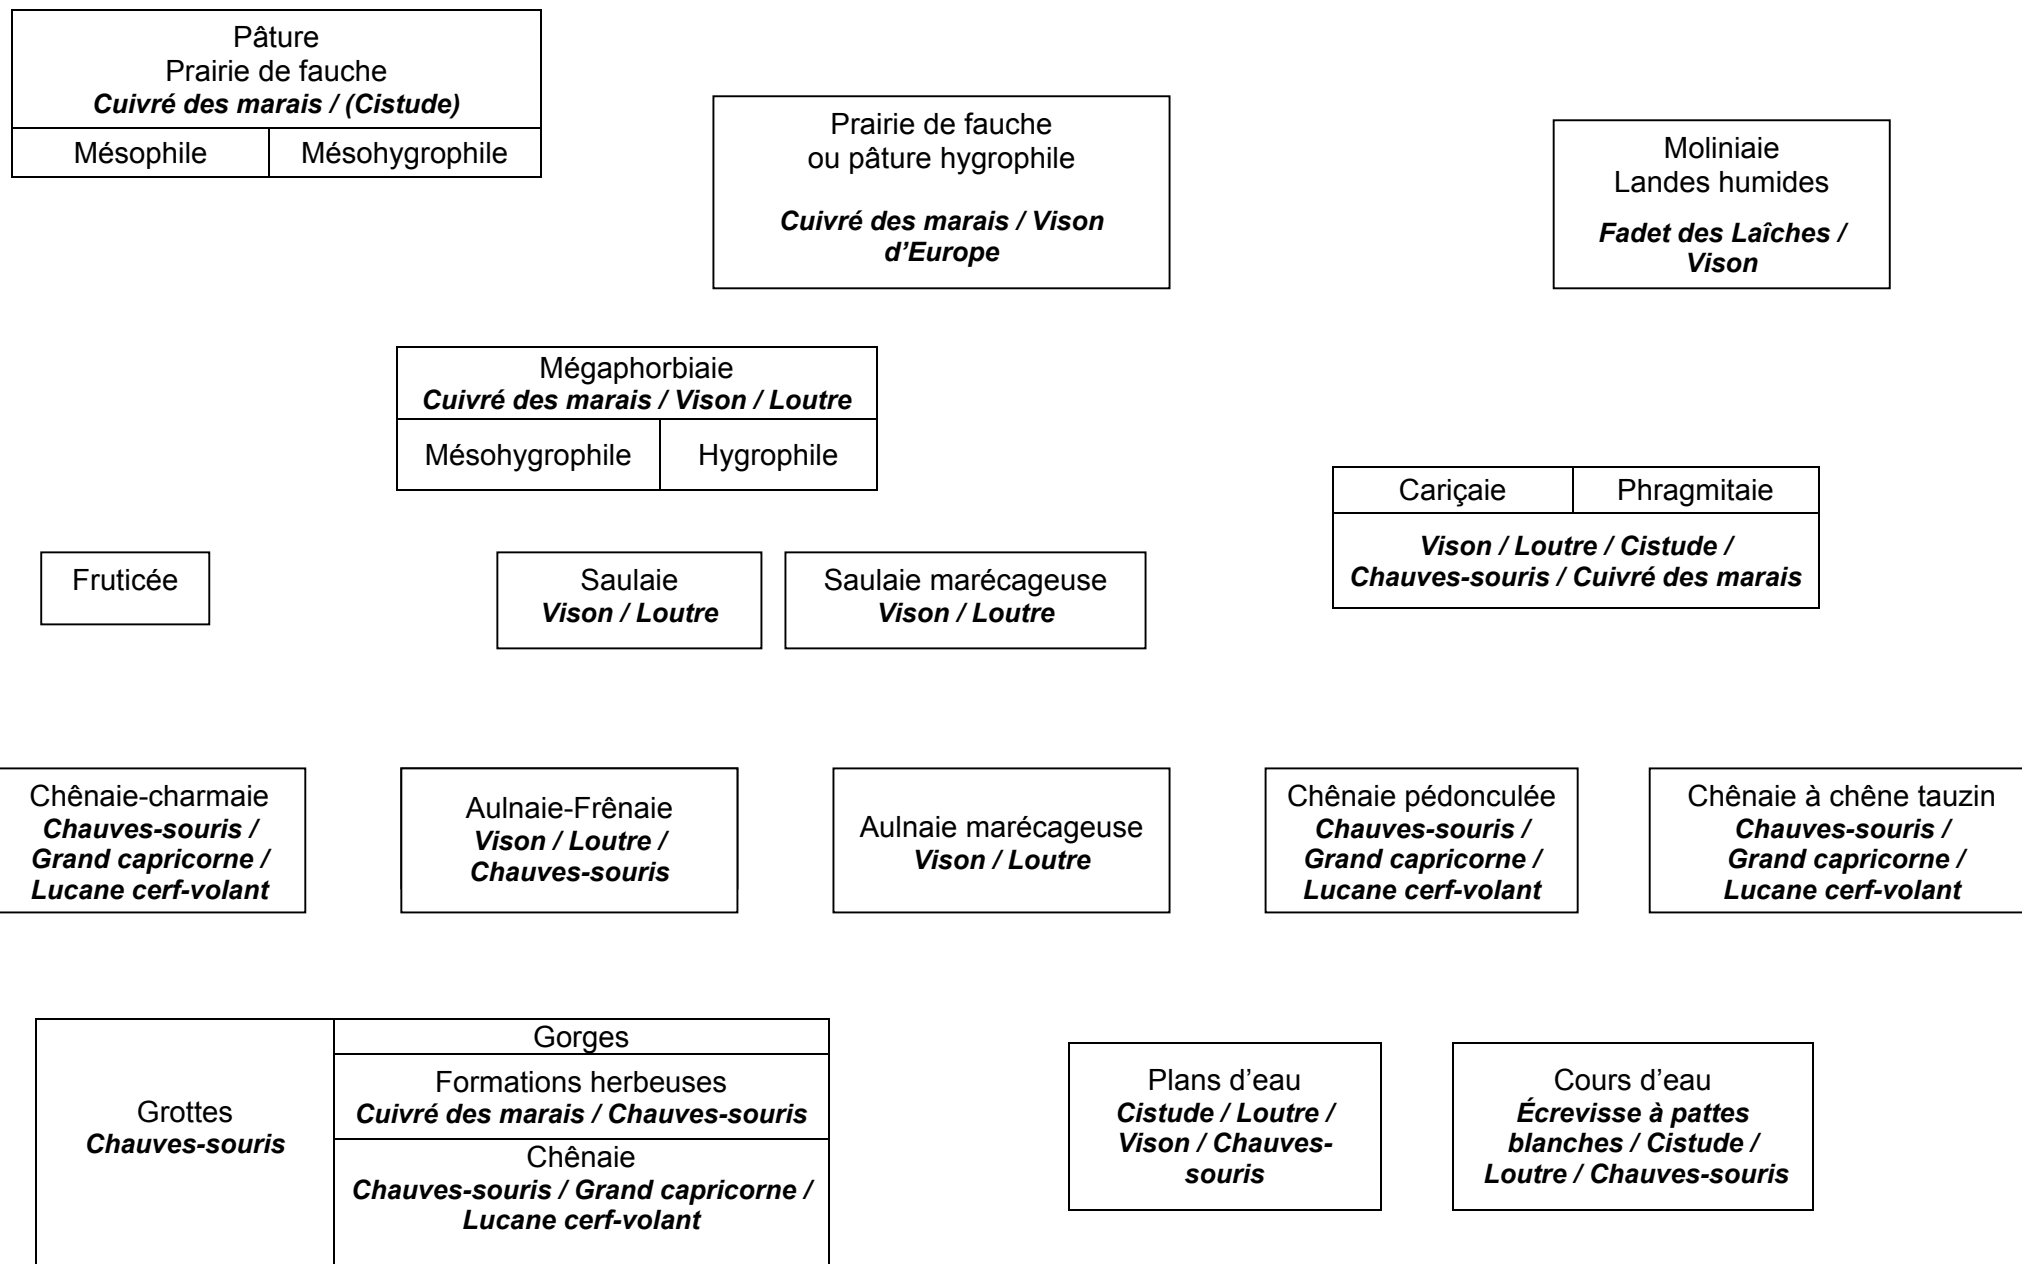 Pâture
Prairie de fauche
Cuivré des marais / (Cistude)
Mésophile
Mésohygrophile
Prairie de fauche
ou pâture hygrophile
Cuivré des marais / Vison
d’Europe
Moliniaie
Landes humides
Fadet des Laîches /
Vison
Mégaphorbiaie
Cuivré des marais / Vison / Loutre
Mésohygrophile
Hygrophile
Cariçaie
Phragmitaie
Vison / Loutre / Cistude /
Chauves-souris / Cuivré des marais
Fruticée
Saulaie
Vison / Loutre
Saulaie marécageuse
Vison / Loutre
Chênaie-charmaie
Chauves-souris /
Grand capricorne /
Lucane cerf-volant
Aulnaie-Frênaie
Vison / Loutre /
Chauves-souris
Aulnaie marécageuse
Vison / Loutre
Chênaie pédonculée
Chauves-souris /
Grand capricorne /
Lucane cerf-volant
Chênaie à chêne tauzin
Chauves-souris /
Grand capricorne /
Lucane cerf-volant
Grottes
Chauves-souris
Gorges
Formations herbeuses
Cuivré des marais / Chauves-souris
Chênaie
Chauves-souris / Grand capricorne /
Lucane cerf-volant
Plans d’eau
Cistude / Loutre /
Vison / Chauves-
souris
Cours d’eau
Écrevisse à pattes
blanches / Cistude /
Loutre / Chauves-souris